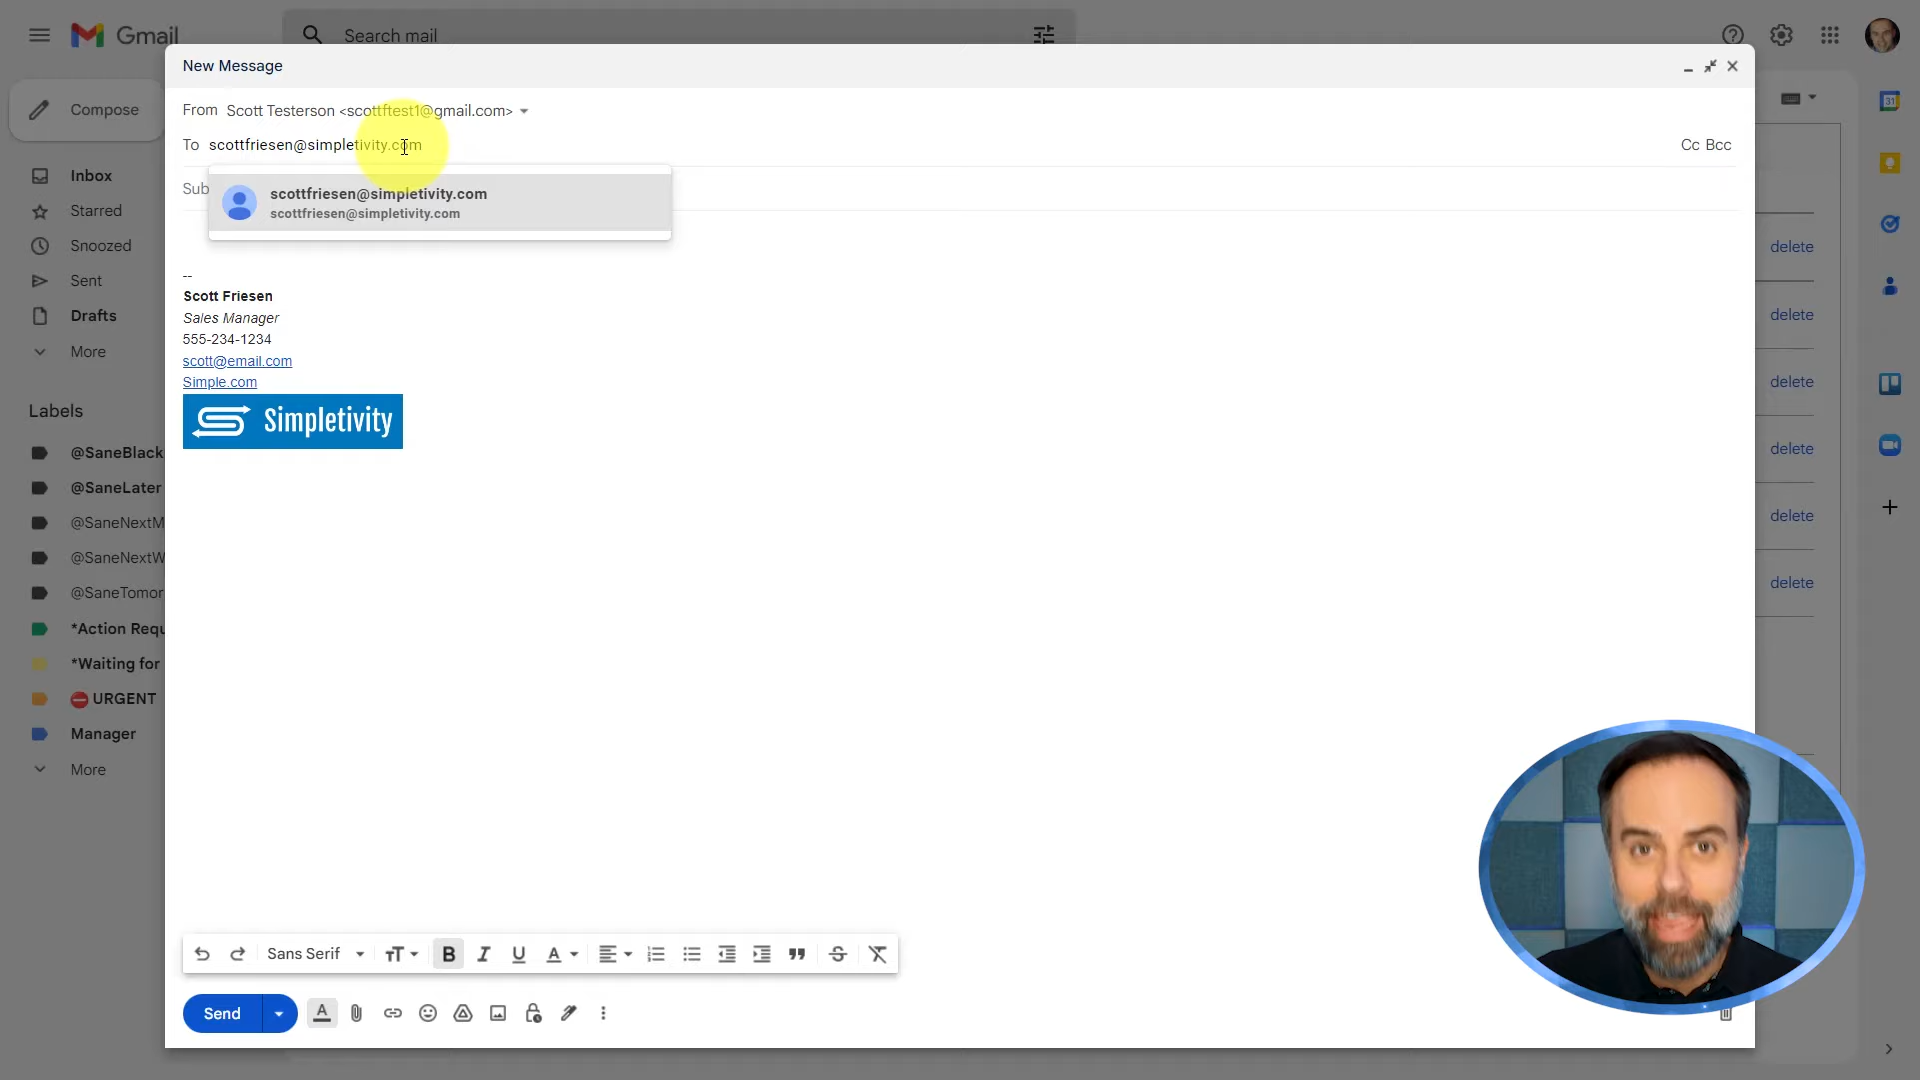 Gmail
Search mail
New Message
Compose
From Scott Testerson <scottftest1@gmail.com>
To scottfriesen@simpletivity.com
Cc Bcc
Inbox
Sub
scottfriesen@simpletivity.com
scottfriesen@simpletivity.com
Starred
Snoozed
delete
Sent
--
Scott Friesen
Drafts
Sales Manager
delete
555-234-1234
More
scott@email.com
Simple.com
delete
Labels
Simpletivity
@SaneBlack
delete
@SaneLater
@SaneNextM
delete
@SaneNextW
@SaneTomor
delete
*Action Requ
*Waiting for
URGENT
Manager
More
Sans Serif
Send